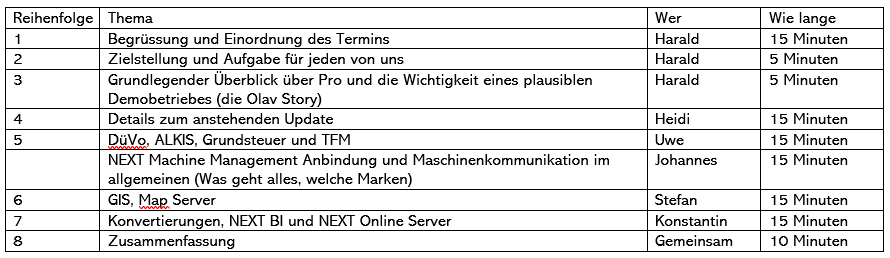 Reihenfolge Thema Wer Wie lange
1 Begrüssung und Einordnung des Termins Harald 15 Minuten
2 Zielstellung und Aufgabe für jeden von uns Harald 5 Minuten
3 Grundlegender Überblick über Pro und die Wichtigkeit eines plausiblen Harald 5 Minuten
Demobetriebes (die Olav Story)
4 Details zum anstehenden Update Heidi 15 Minuten
5 DüVo, ALKIS, Grundsteuer und TFM Uwe 15 Minuten
NEXT Machine Management Anbindung und Maschinenkommunikation im Johannes 15 Minuten
allgemeinen (Was geht alles, welche Marken)
6 GIS, Map Server Stefan 15 Minuten
7 Konvertierungen, NEXT BI und NEXT Online Server Konstantin 15 Minuten
8 Zusammenfassung Gemeinsam 10 Minuten